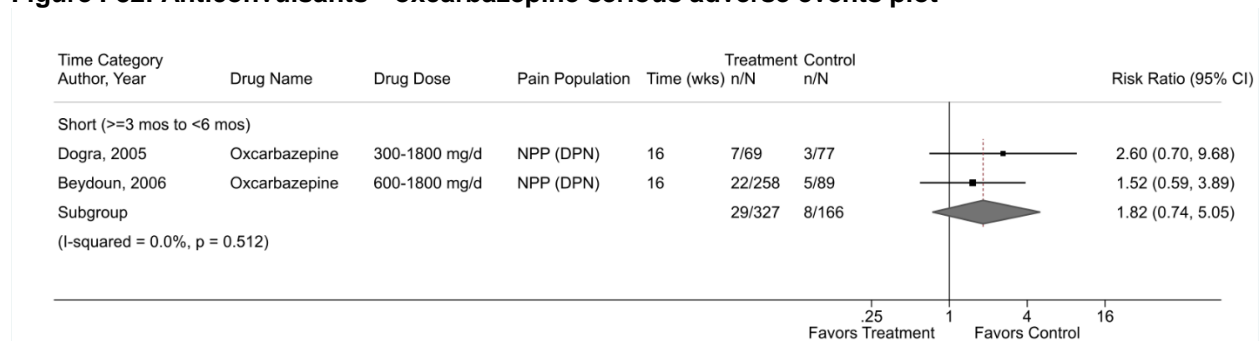 Time Category
Author, Year Drug Name Drug Dose Pain Population Time (wks) Treatment n/N Control n/N Risk Ratio (95% CI)
Short (>=3 mos to <6 mos)
Dogra, 2005 Oxcarbazepine 300-1800 mg/d NPP (DPN) 16 7/69 3/77 2.60 (0.70, 9.68)
Beydoun, 2006 Oxcarbazepine 600-1800 mg/d NPP (DPN) 16 22/258 5/89 1.52 (0.59, 3.89)
Subgroup 29/327 8/166 1.82 (0.74, 5.05)
(I-squared = 0.0%, p = 0.512)
.25 1 4 16
Favors Treatment Favors Control